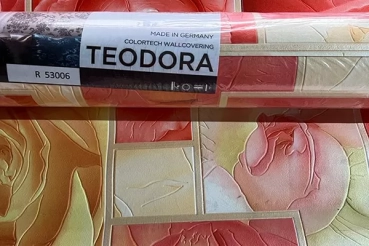 MADE IN GERMANY
COLORTECH WALLCOVERING
TEODORA
R 53006